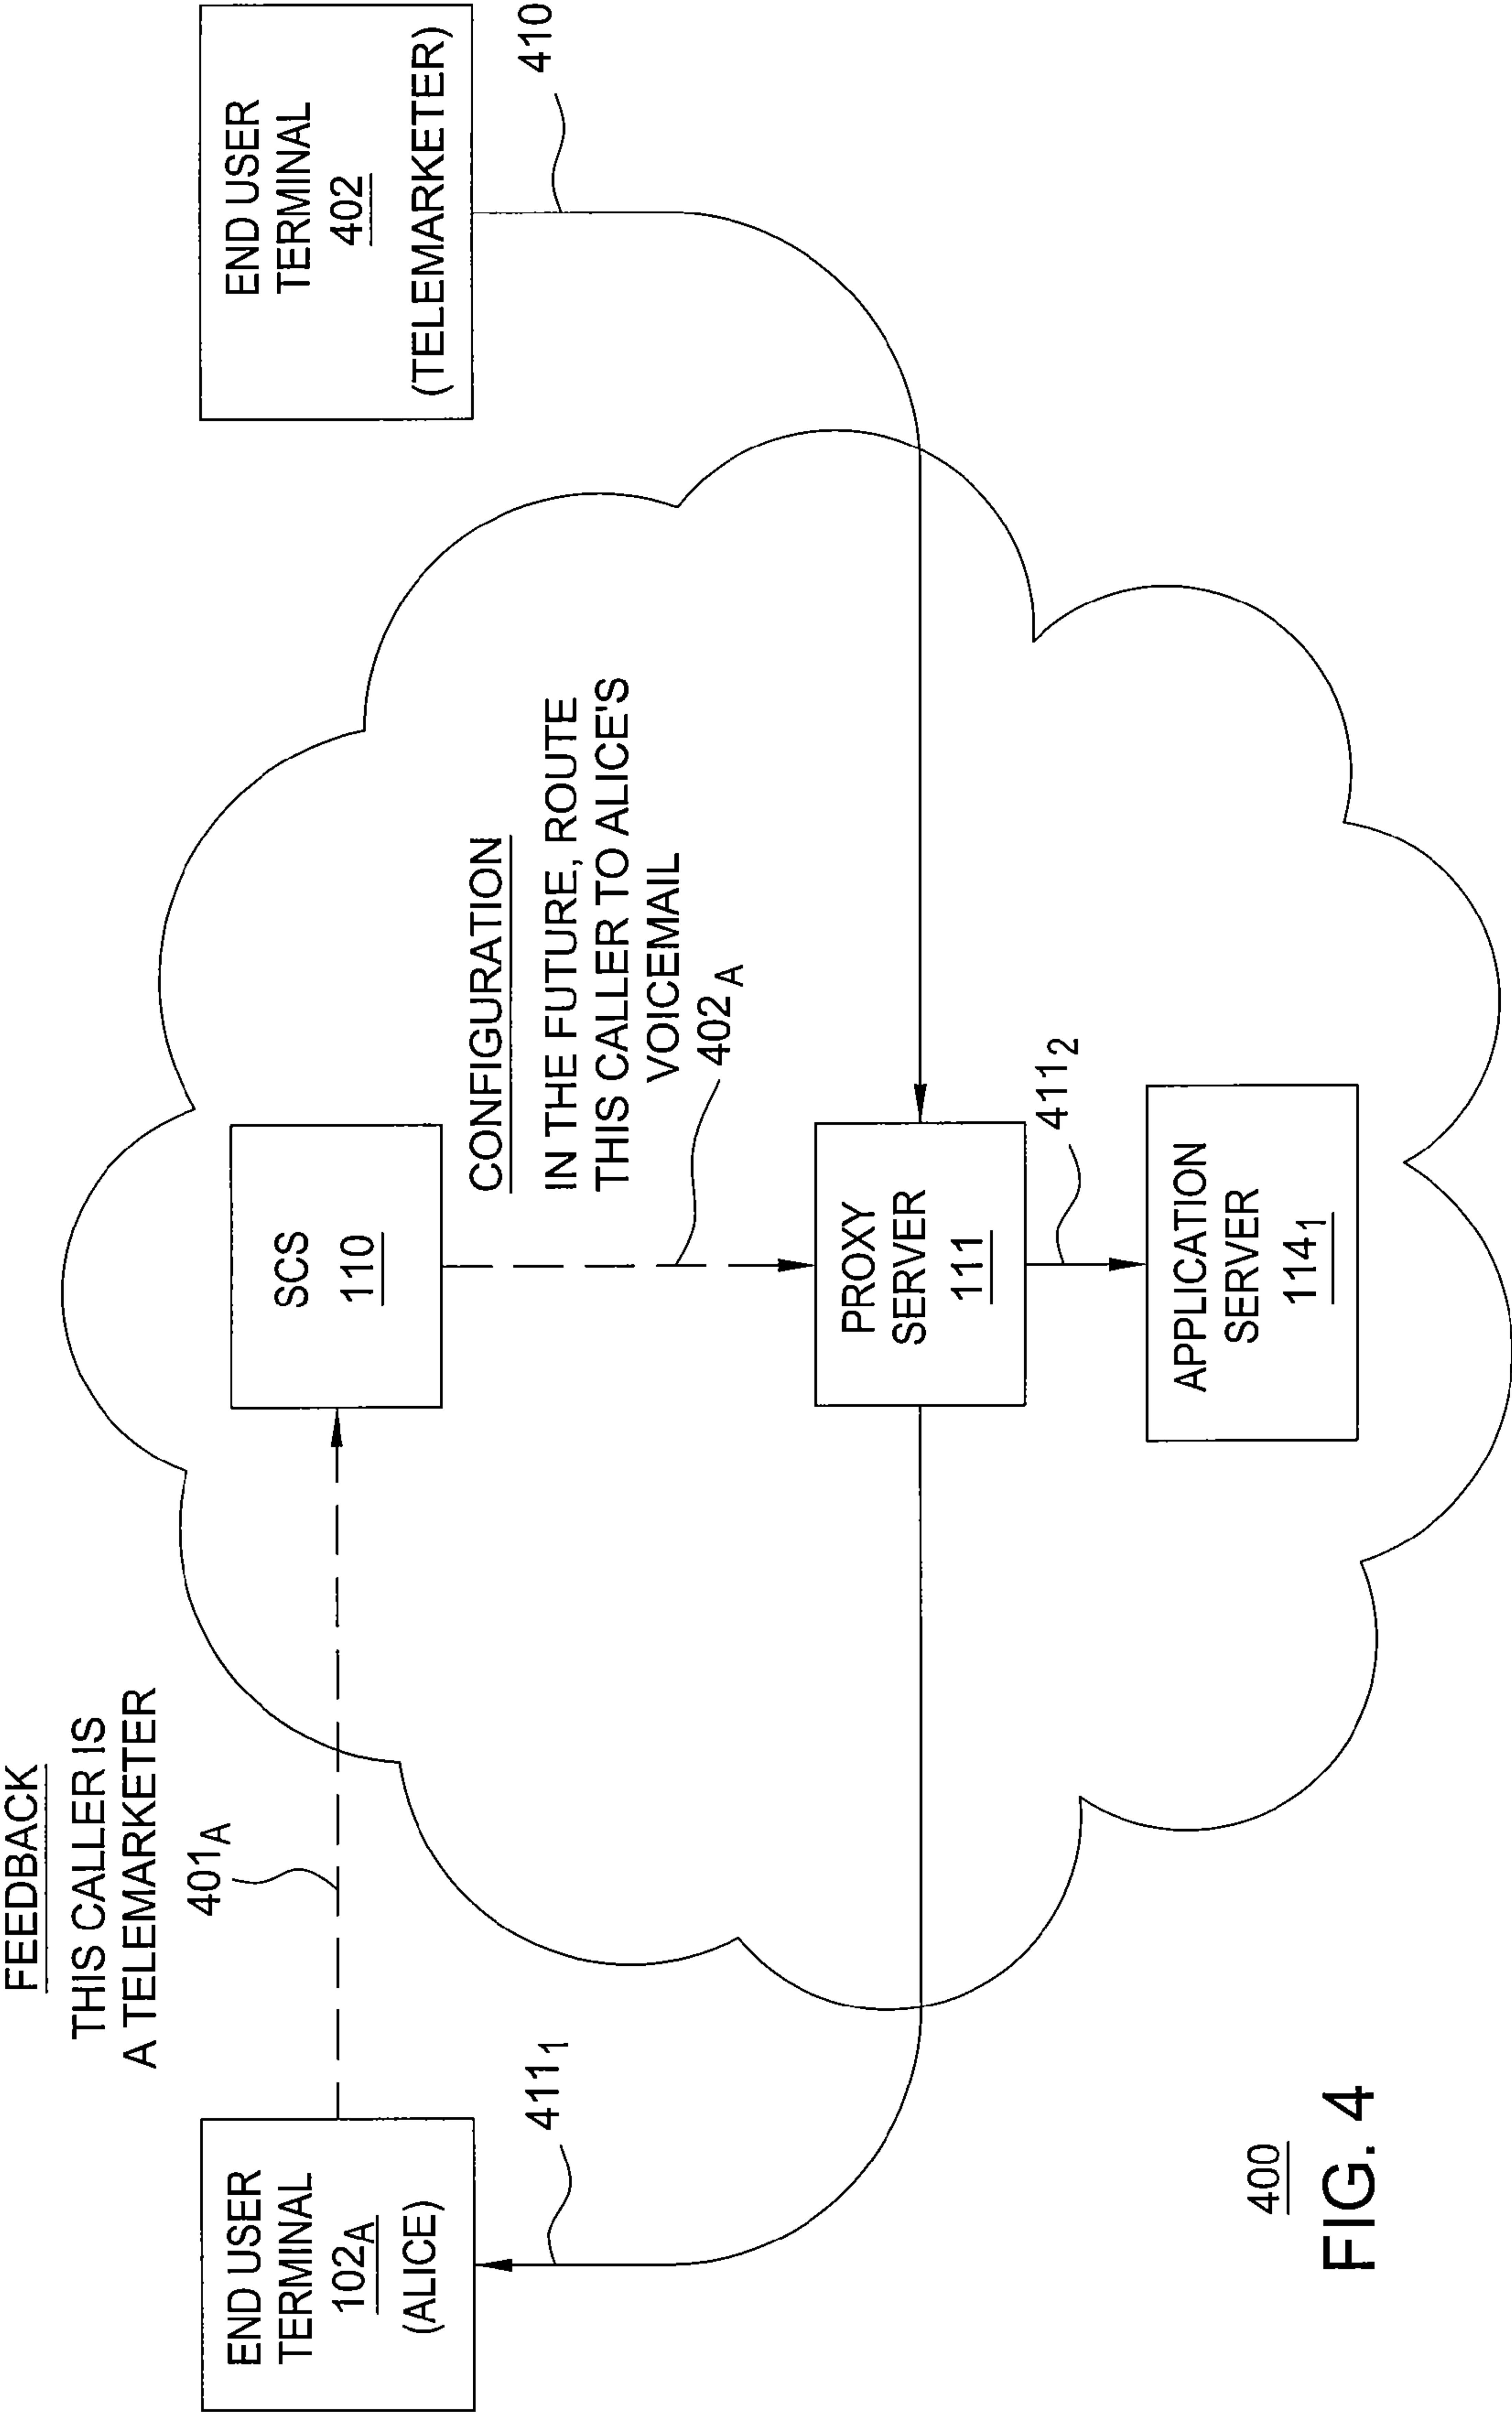 FEEDBACK
THIS CALLER IS
A TELEMARKETER
401A
END USER
TERMINAL
102A
(ALICE)
4111
SCS
110
CONFIGURATION
IN THE FUTURE, ROUTE
THIS CALLER TO ALICE'S
VOICEMAIL
402A
PROXY
SERVER
111
4112
APPLICATION
SERVER
1141
END USER
TERMINAL
402
(TELEMARKETER)
410
400
FIG. 4